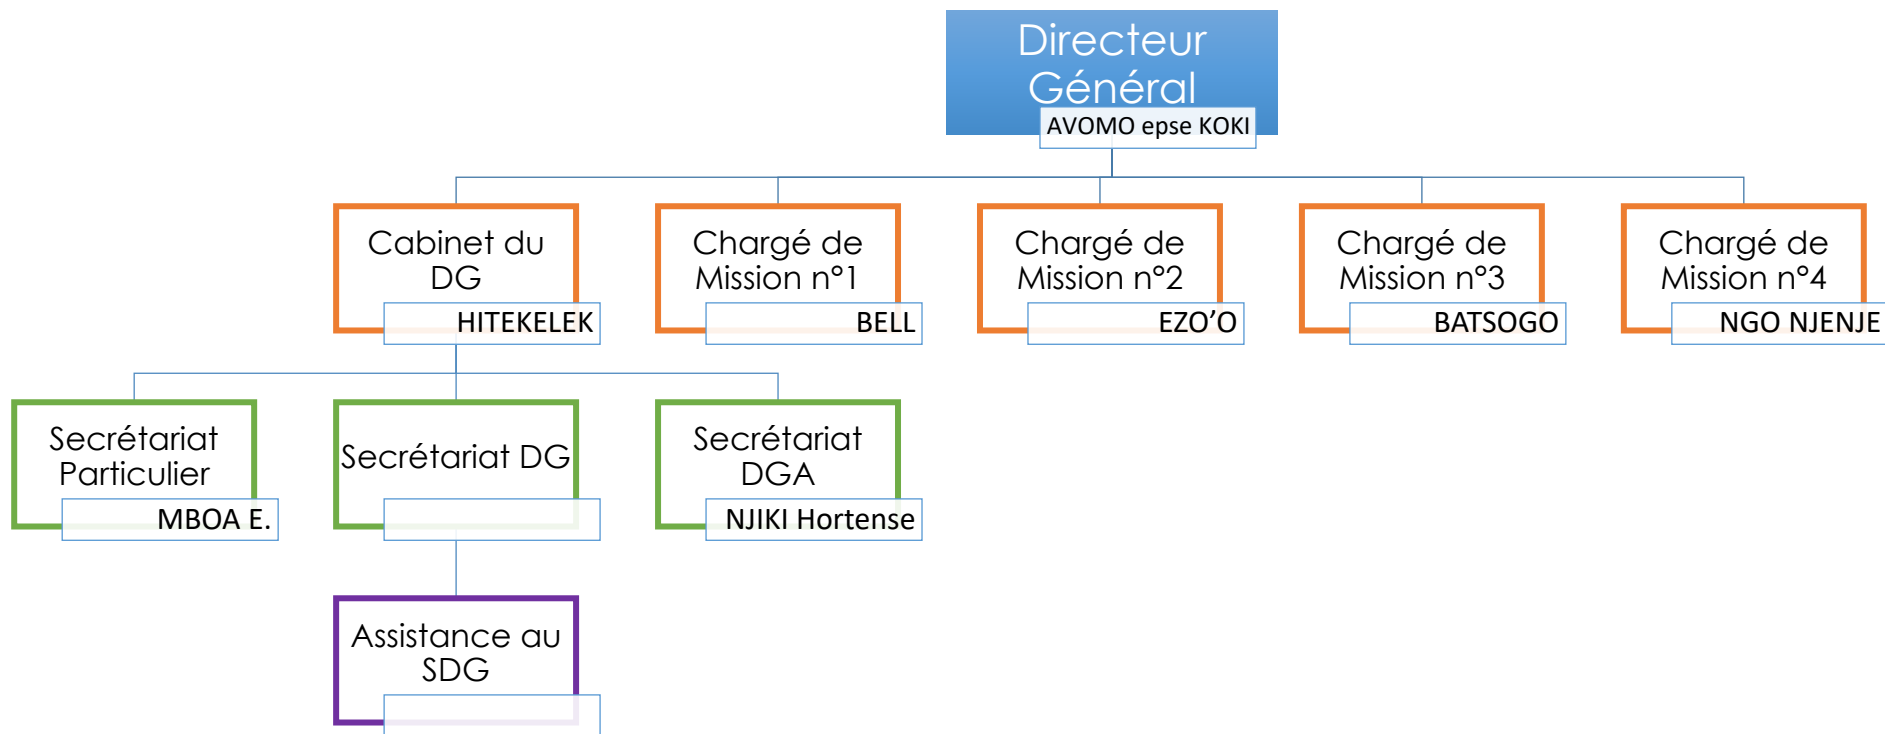 Directeur
Général
AVOMO epse KOKI
Cabinet du
DG
HITEKELEK
Chargé de
Mission n°1
BELL
Chargé de
Mission n°2
EZO’O
Chargé de
Mission n°3
BATSOGO
Chargé de
Mission n°4
NGO NJENJE
Secrétariat
Particulier
MBOA E.
Secrétariat DG
Secrétariat
DGA
NJIKI Hortense
Assistance au
SDG